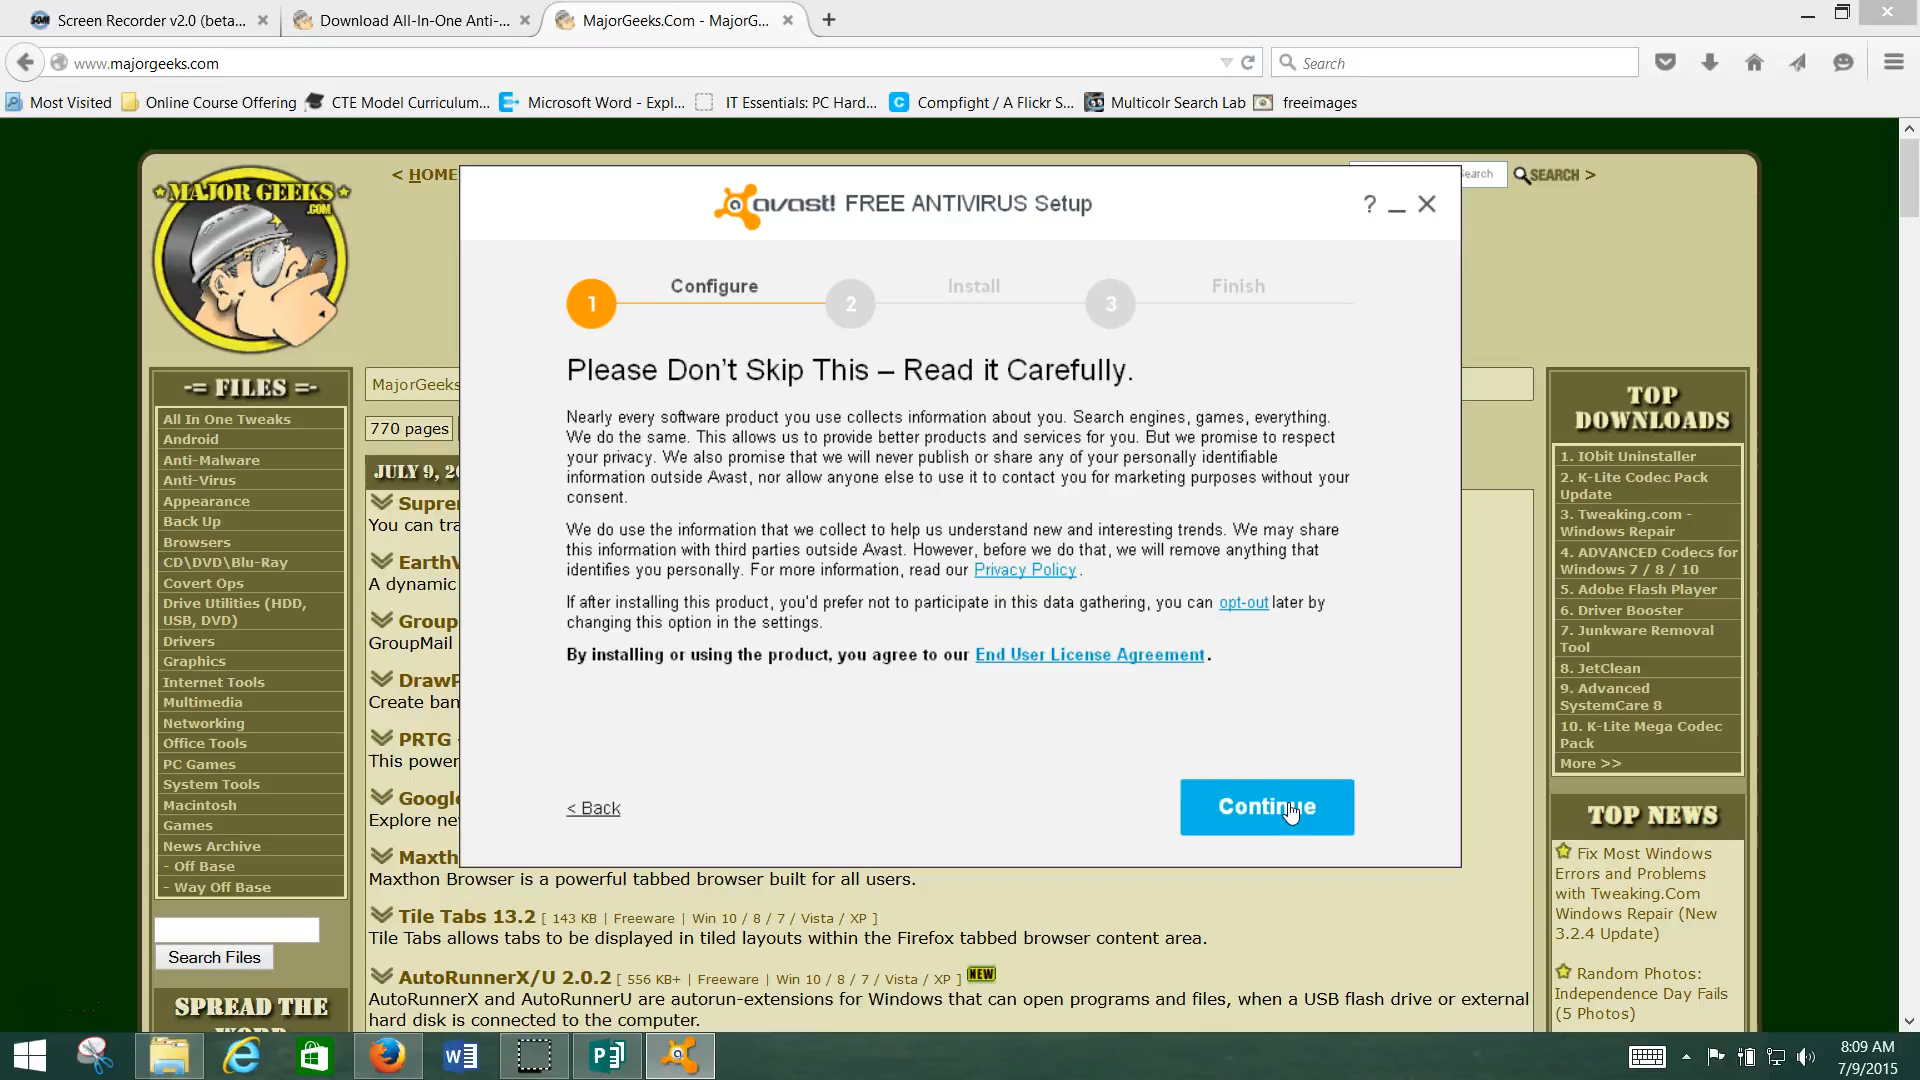 Screen Recorder v2.0 (beta...
Download All-In-One Anti-...
MajorGeeks.Com - MajorG...
www.majorgeeks.com
Search
Most Visited
Online Course Offering
CTE Model Curriculum...
Microsoft Word - Expl...
IT Essentials: PC Hard...
Compfight / A Flickr S...
Multicolr Search Lab
freeimages
MAJOR GEEKS
.COM
< HOME
SEARCH >
avast! FREE ANTIVIRUS Setup
?
1
Configure
2
Install
3
Finish
Please Don't Skip This – Read it Carefully.
Nearly every software product you use collects information about you. Search engines, games, everything.
We do the same. This allows us to provide better products and services for you. But we promise to respect
your privacy. We also promise that we will never publish or share any of your personally identifiable
information outside Avast, nor allow anyone else to use it to contact you for marketing purposes without your
consent.
We do use the information that we collect to help us understand new and interesting trends. We may share
this information with third parties outside Avast. However, before we do that, we will remove anything that
identifies you personally. For more information, read our Privacy Policy.
If after installing this product, you'd prefer not to participate in this data gathering, you can opt-out later by
changing this option in the settings.
By installing or using the product, you agree to our End User License Agreement.
< Back
Continue
-= FILES =-
All In One Tweaks
Android
Anti-Malware
Anti-Virus
Appearance
Back Up
Browsers
CD\DVD\Blu-Ray
Covert Ops
Drive Utilities (HDD,
USB, DVD)
Drivers
Graphics
Internet Tools
Multimedia
Networking
Office Tools
PC Games
System Tools
Macintosh
Games
News Archive
- Off Base
- Way Off Base
Search Files
SPREAD THE
MajorGeeks
770 pages
JULY 9,
You can
A dynamic
GroupMail
Create
PRTG
This
Explore
Maxthon Browser is a powerful tabbed browser built for all users.
Tile Tabs 13.2 [ 143 KB | Freeware | Win 10 / 8 / 7 / Vista / XP ]
Tile Tabs allows tabs to be displayed in tiled layouts within the Firefox tabbed browser content area.
AutoRunnerX/U 2.0.2 [ 556 KB+ | Freeware | Win 10 / 8 / 7 / Vista / XP ] NEW
AutoRunnerX and AutoRunnerU are autorun-extensions for Windows that can open programs and files, when a USB flash drive or external
hard disk is connected to the computer.
TOP
DOWNLOADS
1. IObit Uninstaller
2. K-Lite Codec Pack
Update
3. Tweaking.com -
Windows Repair
4. ADVANCED Codecs for
Windows 7 / 8 / 10
5. Adobe Flash Player
6. Driver Booster
7. Junkware Removal
Tool
8. JetClean
9. Advanced
SystemCare 8
10. K-Lite Mega Codec
Pack
More >>
TOP NEWS
Fix Most Windows
Errors and Problems
with Tweaking.Com
Windows Repair (New
3.2.4 Update)
Random Photos:
Independence Day Fails
(5 Photos)
8:09 AM
7/9/2015